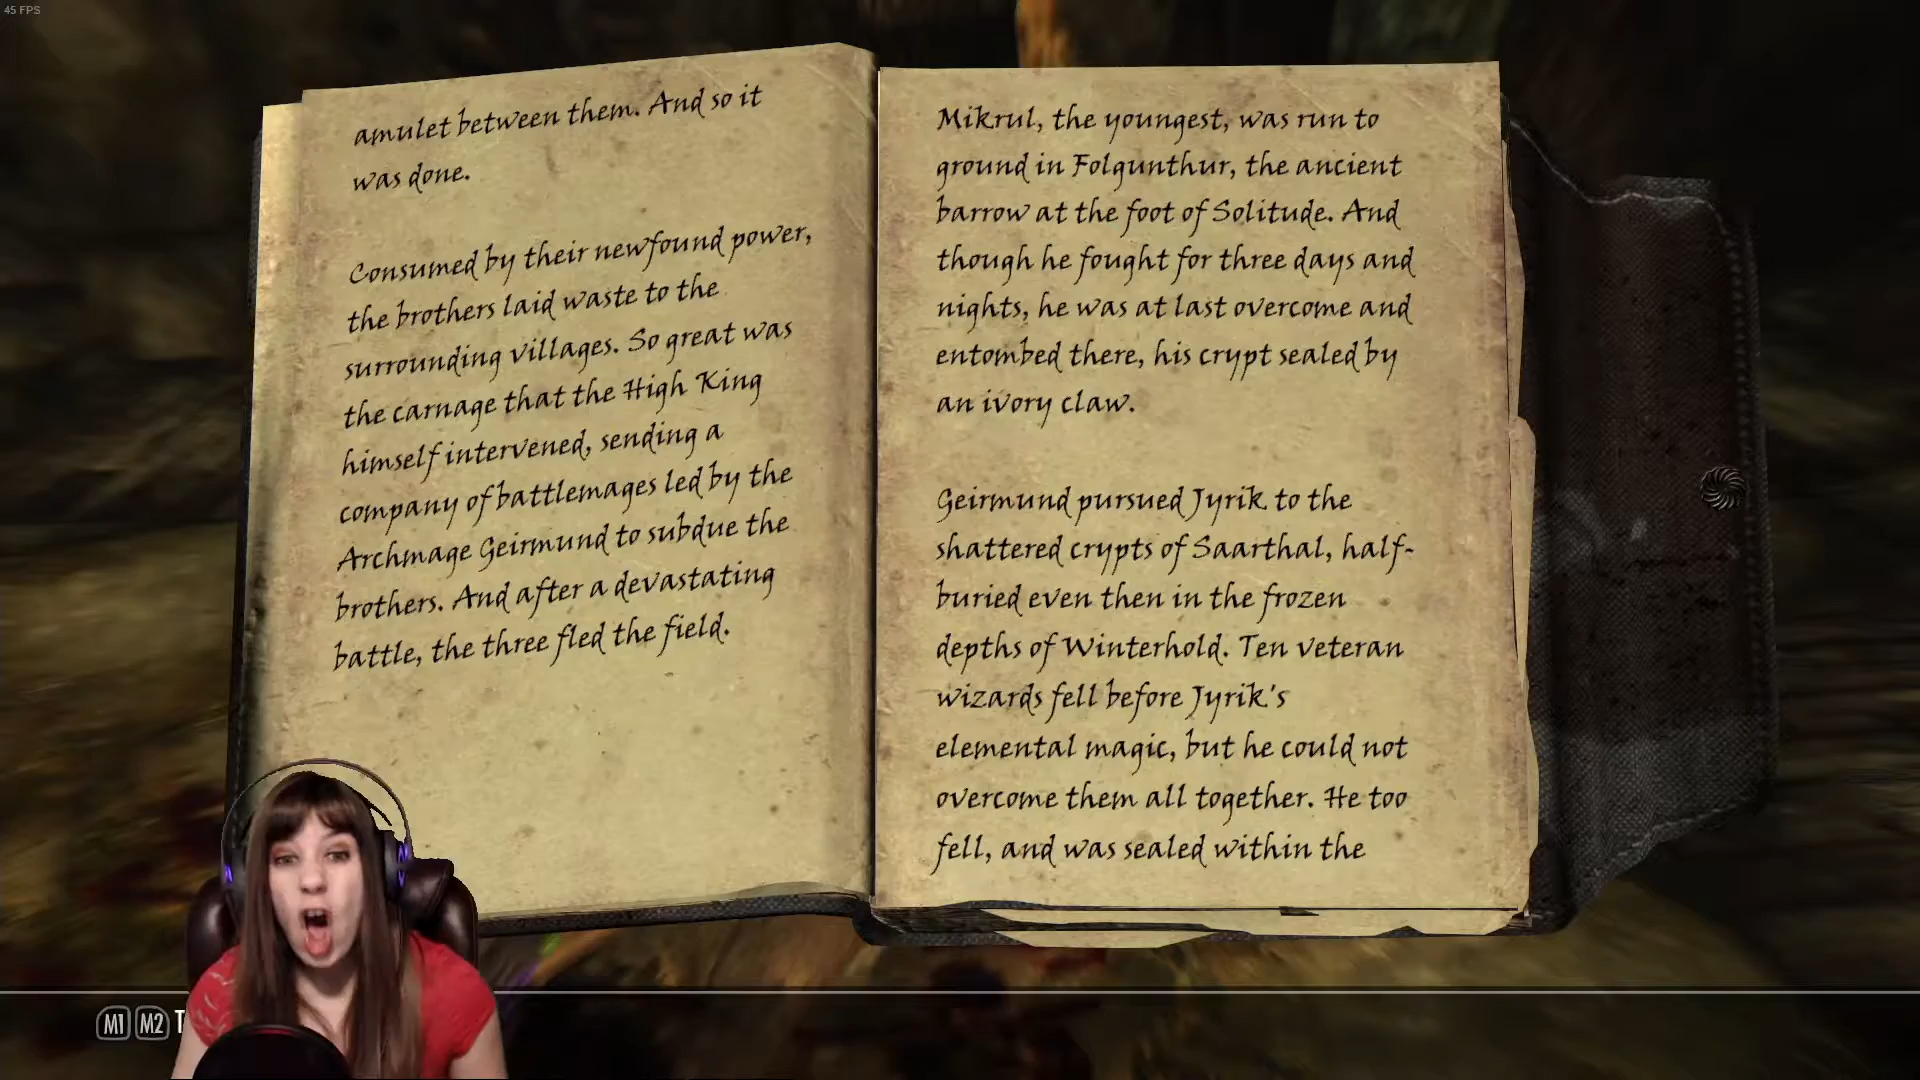 45 FPS
amulet between them. And so it
was done.
Consumed by their newfound power,
the brothers laid waste to the
surrounding villages. So great was
the carnage that the High King
himself intervened, sending a
company of battlemages led by the
Archmage Geirmund to subdue the
brothers. And after a devastating
battle, the three fled the field.
Mikrul, the youngest, was run to
ground in Folgunthur, the ancient
barrow at the foot of Solitude. And
though he fought for three days and
nights, he was at last overcome and
entombed there, his crypt sealed by
an ivory claw.
Geirmund pursued Jyrik to the
shattered crypts of Saarthal, half-
buried even then in the frozen
depths of Winterhold. Ten veteran
wizards fell before Jyrik's
elemental magic, but he could not
overcome them all together. He too
fell, and was sealed within the
M1 M2 T